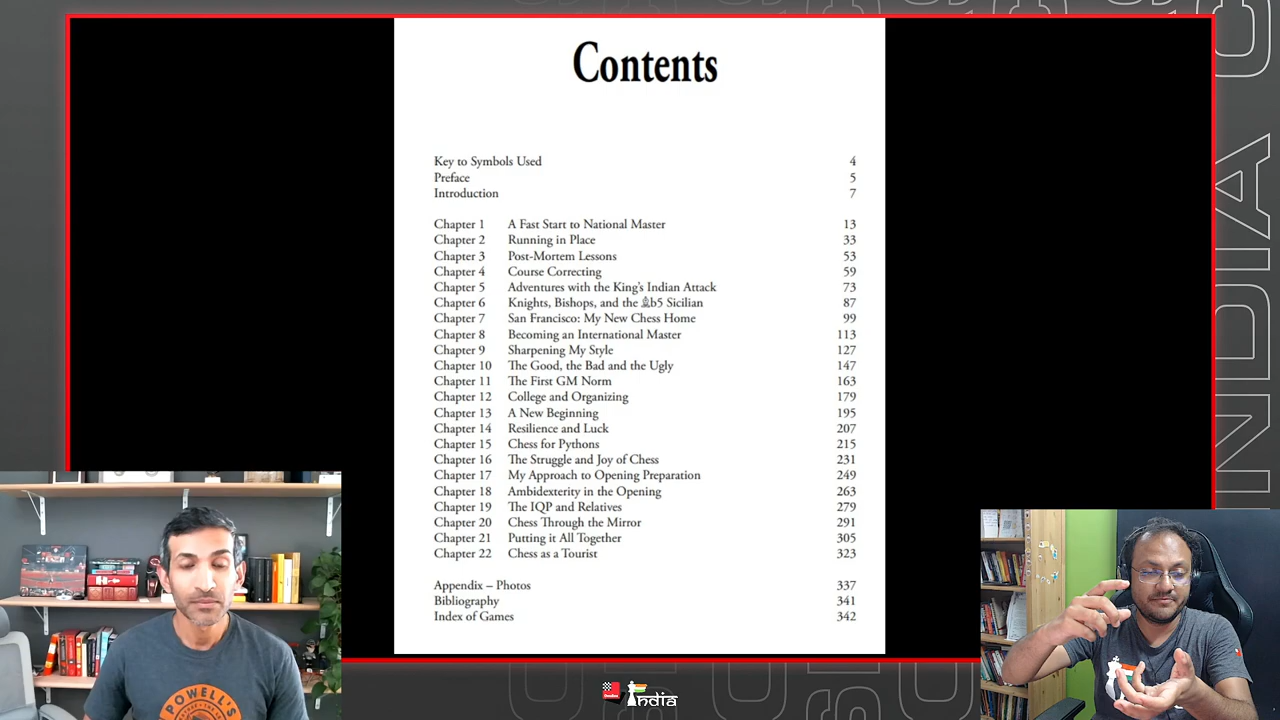 Contents
Key to Symbols Used 4
Preface 5
Introduction 7
Chapter 1 A Fast Start to National Master 13
Chapter 2 Running in Place 33
Chapter 3 Post-Mortem Lessons 53
Chapter 4 Course Correcting 59
Chapter 5 Adventures with the King's Indian Attack 73
Chapter 6 Knights, Bishops, and the ♗b5 Sicilian 87
Chapter 7 San Francisco: My New Chess Home 99
Chapter 8 Becoming an International Master 113
Chapter 9 Sharpening My Style 127
Chapter 10 The Good, the Bad and the Ugly 147
Chapter 11 The First GM Norm 163
Chapter 12 College and Organizing 179
Chapter 13 A New Beginning 195
Chapter 14 Resilience and Luck 207
Chapter 15 Chess for Pythons 215
Chapter 16 The Struggle and Joy of Chess 231
Chapter 17 My Approach to Opening Preparation 249
Chapter 18 Ambidexterity in the Opening 263
Chapter 19 The IQP and Relatives 279
Chapter 20 Chess Through the Mirror 291
Chapter 21 Putting it All Together 305
Chapter 22 Chess as a Tourist 323
Appendix – Photos 337
Bibliography 341
Index of Games 342
INDIA
POWELL'S
India